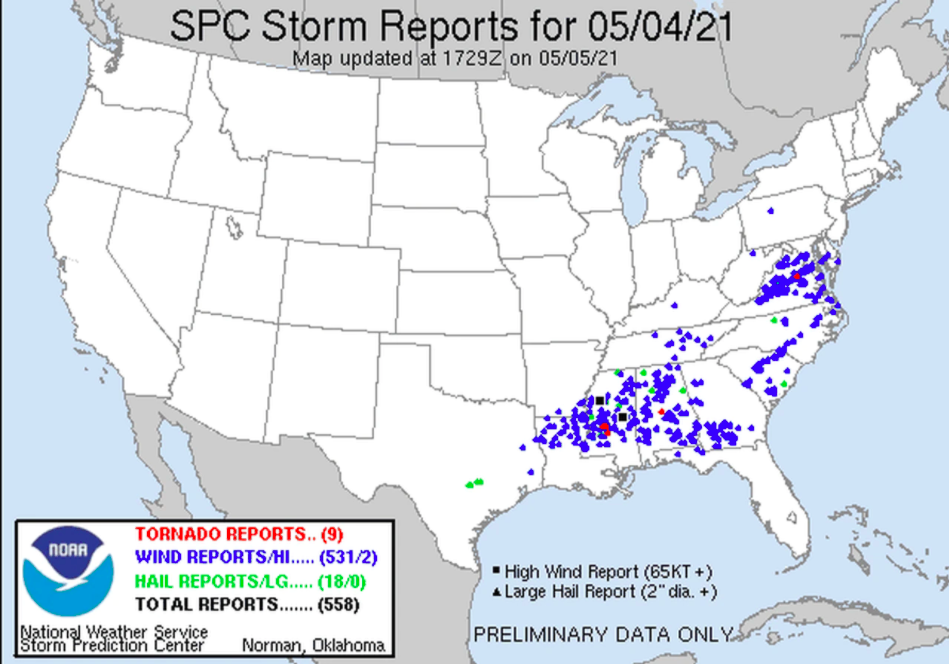 SPC Storm Reports for 05/04/21
Map updated at 1729Z on 05/05/21
NOAA
TORNADO REPORTS.. (9)
WIND REPORTS/HI..... (531/2)
HAIL REPORTS/LG..... (18/0)
TOTAL REPORTS....... (558)
National Weather Service
Storm Prediction Center Norman, Oklahoma
High Wind Report (65KT +)
Large Hail Report (2" dia. +)
PRELIMINARY DATA ONLY